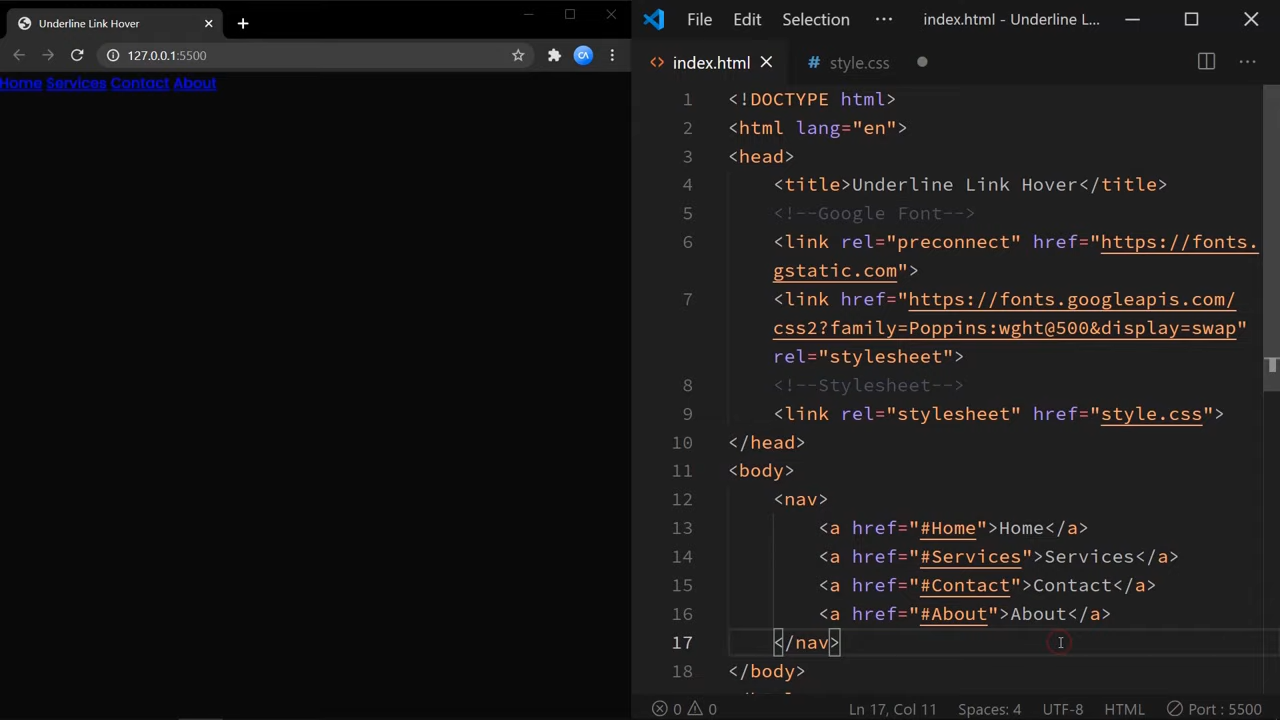 Underline Link Hover
127.0.0.1:5500
Home Services Contact About
File Edit Selection ··· index.html - Underline L...
index.html
# style.css
1 <!DOCTYPE html>
2 <html lang="en">
3 <head>
4 <title>Underline Link Hover</title>
5 <!--Google Font-->
6 <link rel="preconnect" href="https://fonts.
gstatic.com">
7 <link href="https://fonts.googleapis.com/
css2?family=Poppins:wght@500&display=swap"
rel="stylesheet">
8 <!--Stylesheet-->
9 <link rel="stylesheet" href="style.css">
10 </head>
11 <body>
12 <nav>
13 <a href="#Home">Home</a>
14 <a href="#Services">Services</a>
15 <a href="#Contact">Contact</a>
16 <a href="#About">About</a>
17 </nav>
18 </body>
0 0 Ln 17, Col 11 Spaces: 4 UTF-8 HTML Port : 5500